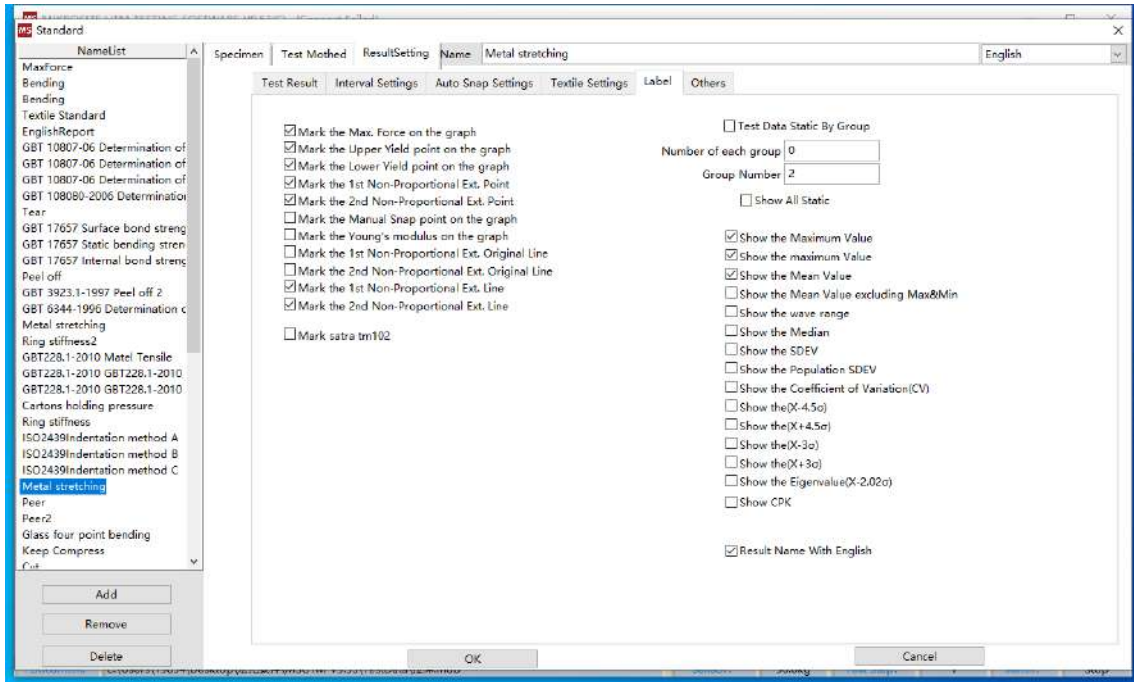 MS Standard
NameList
MaxForce
Bending
Bending
Textile Standard
EnglishReport
GBT 10807-06 Determination of
GBT 10807-06 Determination of
GBT 10807-06 Determination of
GBT 108080-2006 Determination
Tear
GBT 17657 Surface bond streng
GBT 17657 Static bending stren
GBT 17657 Internal bond streng
Peel off
GBT 3923.1-1997 Peel off 2
GBT 6344-1996 Determination c
Metal stretching
Ring stiffness2
GBT228.1-2010 Matel Tensile
GBT228.1-2010 GBT228.1-2010
GBT228.1-2010 GBT228.1-2010
Cartons holding pressure
Ring stiffness
ISO2439Indentation method A
ISO2439Indentation method B
ISO2439Indentation method C
Metal stretching
Peer
Peer2
Glass four point bending
Keep Compress
Cut
Add
Remove
Delete
Specimen Test Mothed ResultSetting Name Metal stretching English
Test Result Interval Settings Auto Snap Settings Textile Settings Label Others
Mark the Max. Force on the graph
Mark the Upper Yield point on the graph
Mark the Lower Yield point on the graph
Mark the 1st Non-Proportional Ext. Point
Mark the 2nd Non-Proportional Ext. Point
Mark the Manual Snap point on the graph
Mark the Young's modulus on the graph
Mark the 1st Non-Proportional Ext. Original Line
Mark the 2nd Non-Proportional Ext. Original Line
Mark the 1st Non-Proportional Ext. Line
Mark the 2nd Non-Proportional Ext. Line
Mark satra tm102
Test Data Static By Group
Number of each group 0
Group Number 2
Show All Static
Show the Maximum Value
Show the maximum Value
Show the Mean Value
Show the Mean Value excluding Max&Min
Show the wave range
Show the Median
Show the SDEV
Show the Population SDEV
Show the Coefficient of Variation(CV)
Show the(X-4.5σ)
Show the(X+4.5σ)
Show the(X-3σ)
Show the(X+3σ)
Show the Eigenvalue(X-2.02σ)
Show CPK
Result Name With English
OK Cancel